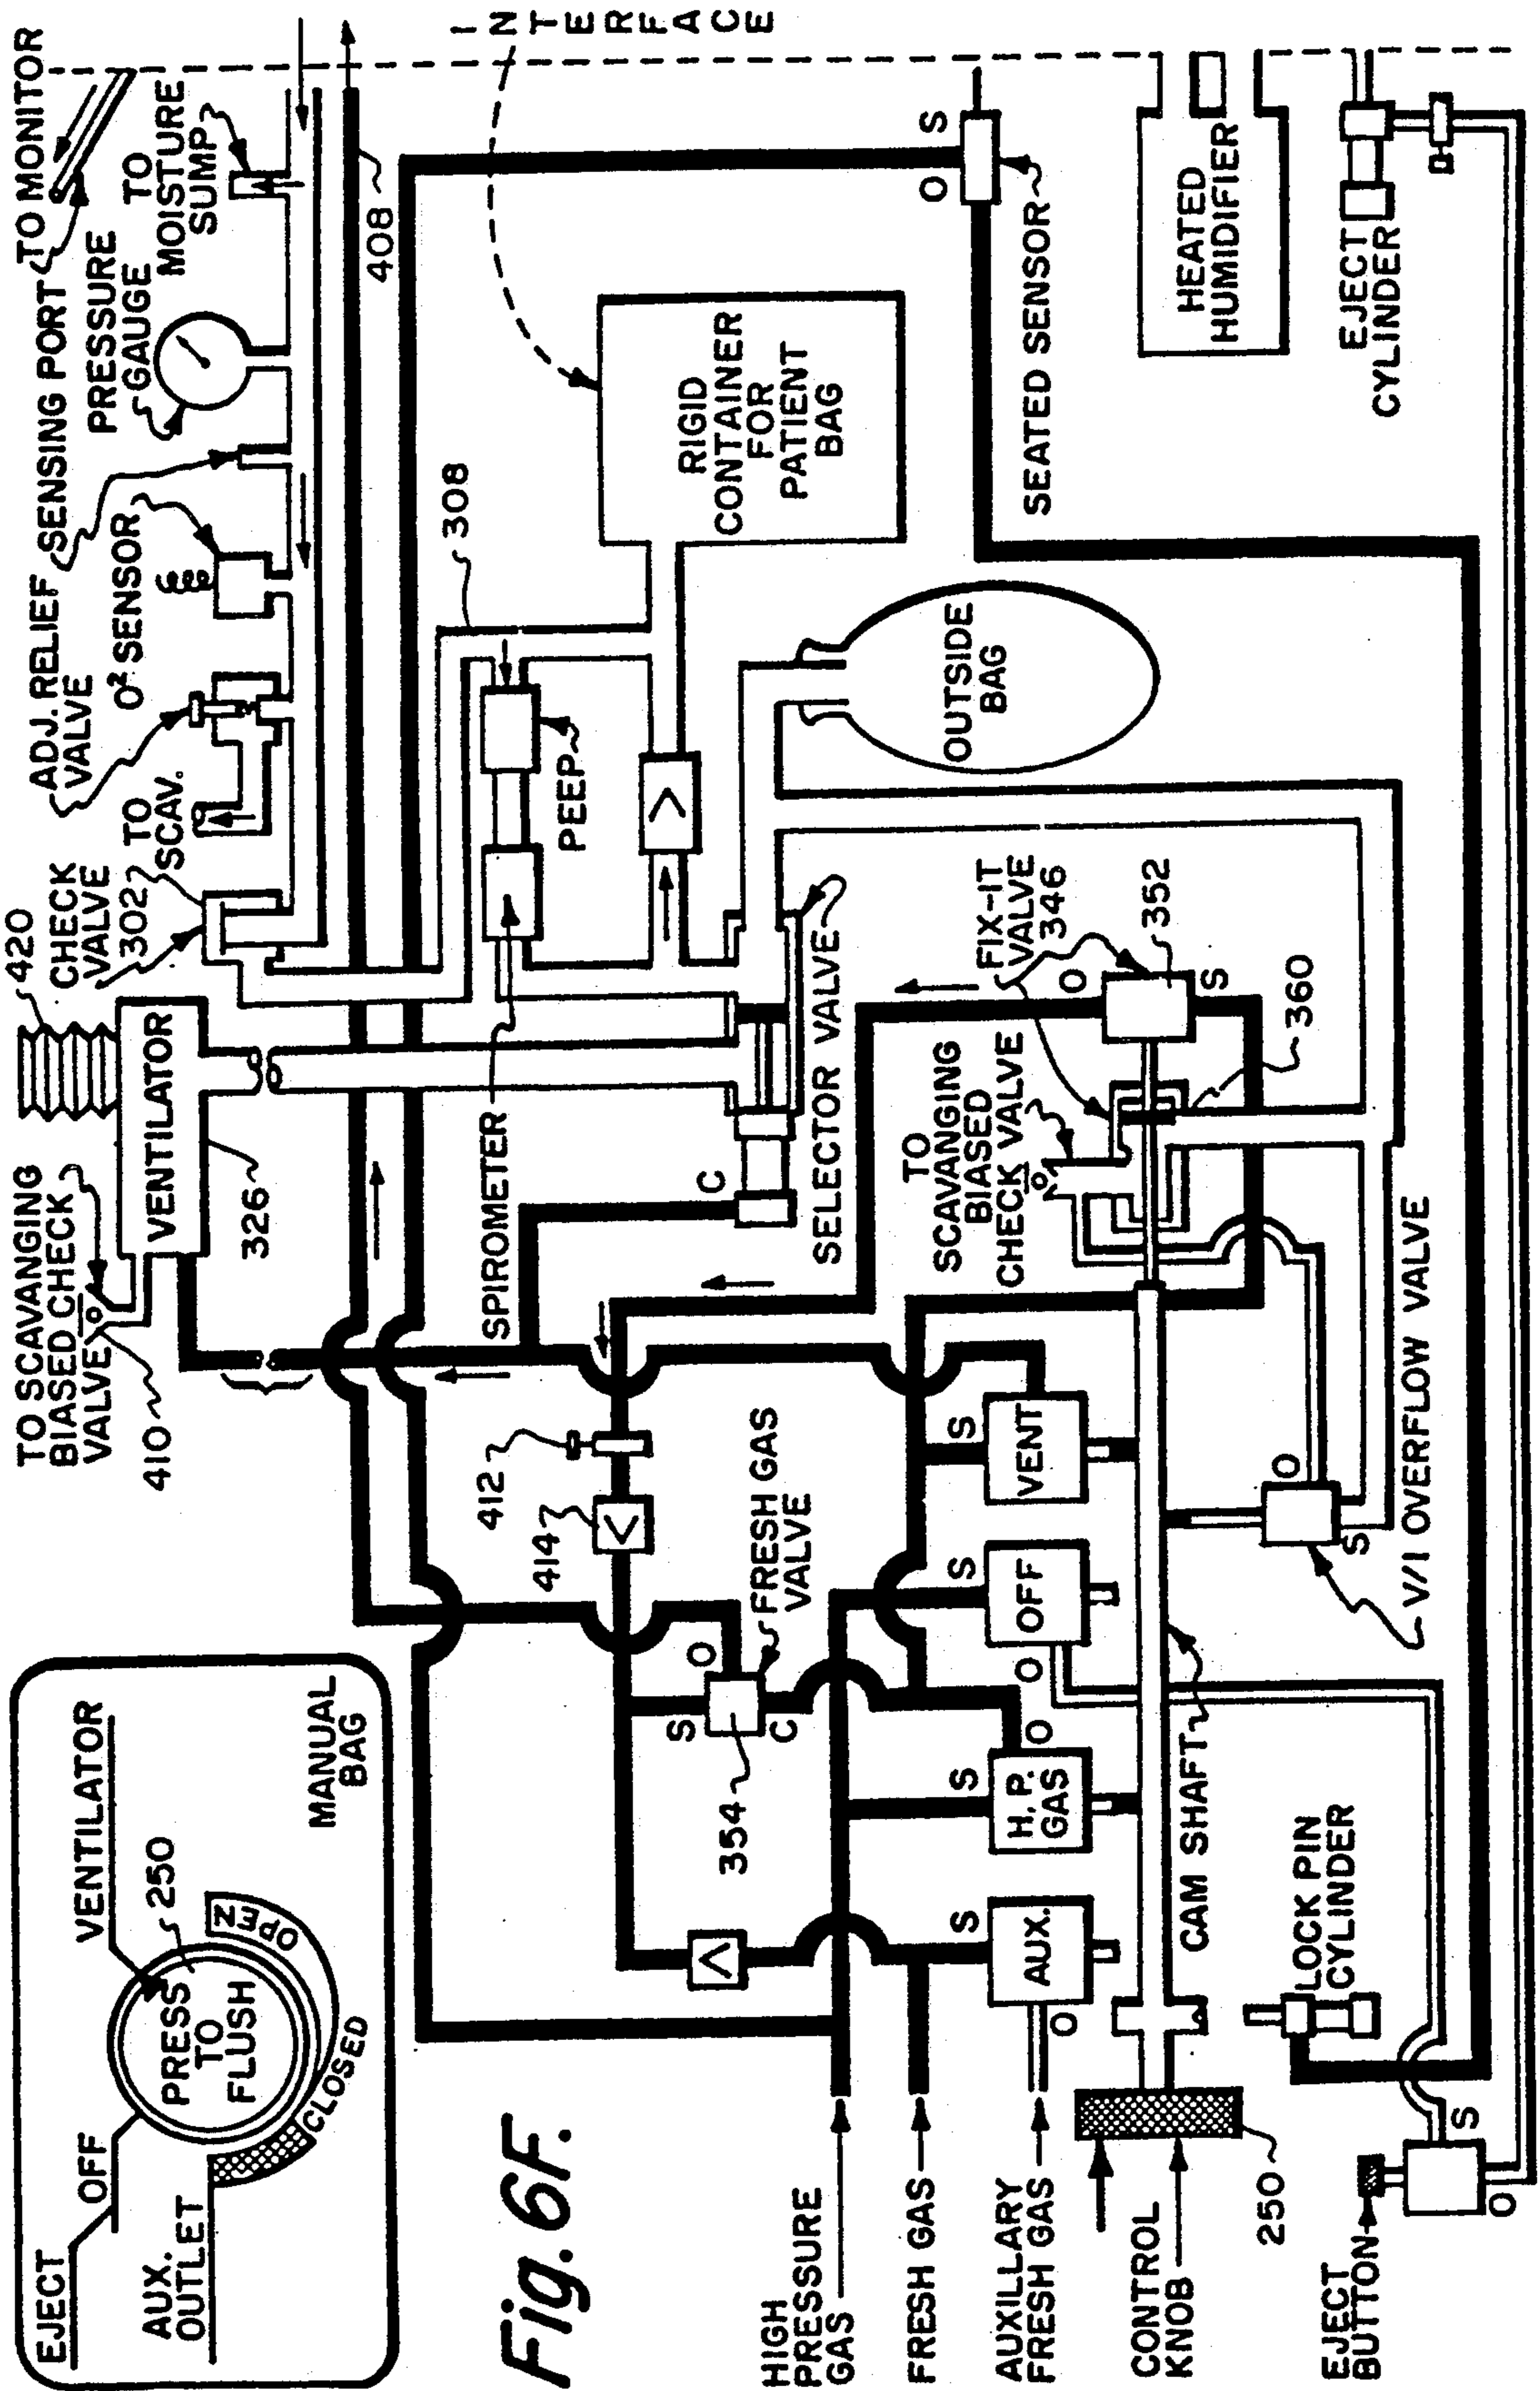 EJECT
OFF
VENTILATOR
AUX.
OUTLET
PRESS
TO
FLUSH
250
OPEN
CLOSED
MANUAL
BAG
Fig. 6F.
TO SCAVANGING
BIASED CHECK
VALVE
410
VENTILATOR
326
420
CHECK
VALVE
302
TO
SCAV.
ADJ. RELIEF
VALVE
O² SENSOR
SENSING PORT
PRESSURE
GAUGE
TO MONITOR
TO
MOISTURE
SUMP
408
INTERFACE
308
SPIROMETER
PEEP
>
RIGID
CONTAINER
FOR
PATIENT
BAG
OUTSIDE
BAG
O
S
SEATED SENSOR
HEATED
HUMIDIFIER
EJECT
CYLINDER
C
SELECTOR VALVE
412
414
<
FRESH GAS
VALVE
S
O
C
354
>
TO
SCAVANGING
BIASED
CHECK VALVE
FIX-IT
VALVE
346
O
352
S
360
HIGH
PRESSURE
GAS
FRESH GAS
AUXILLARY
FRESH GAS
S
AUX.
O
S
H.P.
GAS
O
S
OFF
O
S
VENT
CONTROL
KNOB
250
CAM SHAFT
LOCK PIN
CYLINDER
O
S
V/I OVERFLOW VALVE
EJECT
BUTTON
S
O